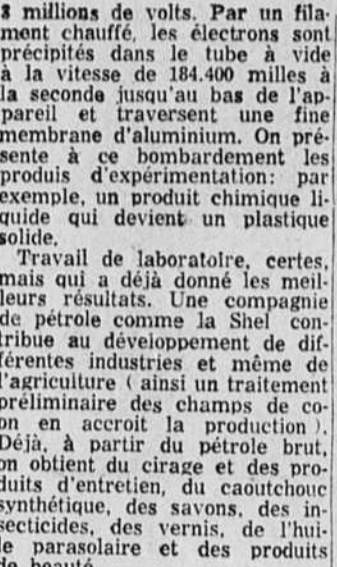 3 millions de volts. Par un fila-
ment chauffé, les électrons sont
précipités dans le tube à vide
à la vitesse de 184.400 milles à
la seconde jusqu'au bas de l'ap-
pareil et traversent une fine
membrane d'aluminium. On pré-
sente à ce bombardement les
produis d'expérimentation: par
exemple, un produit chimique li-
quide qui devient un plastique
solide.
Travail de laboratoire, certes,
mais qui a déjà donné les meil-
leurs résultats. Une compagnie
de pétrole comme la Shel con-
tribue au développement de dif-
férentes industries et même de
l'agriculture ( ainsi un traitement
préliminaire des champs de co-
on en accroit la production ).
Déjà, à partir du pétrole brut,
on obtient du cirage et des pro-
duits d'entretien, du caoutchouc
synthétique, des savons, des in-
secticides, des vernis, de l'hui-
le parasolaire et des produits
de beauté